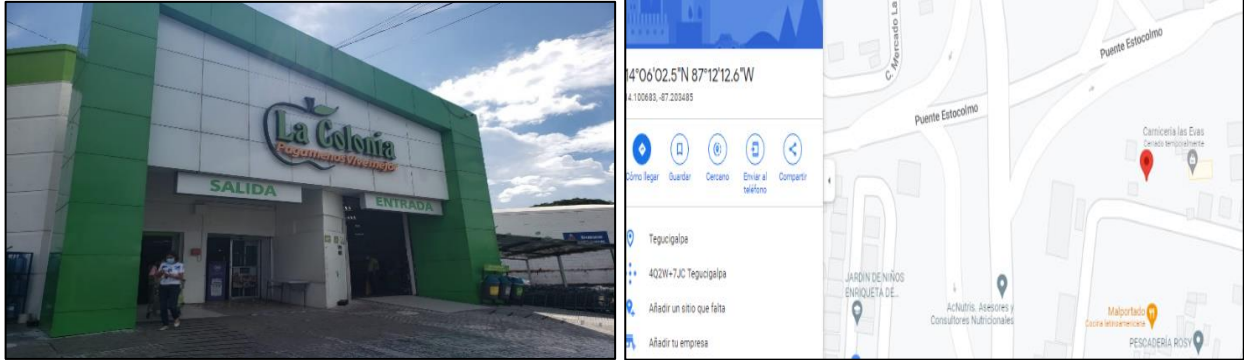 La Colonía
Pagamenos Vivemejor
SALIDA
ENTRADA
14°06'02.5"N 87°12'12.6"W
14.100683, -87.203485
Cómo llegar
Guardar
Cercano
Enviar al
teléfono
Compartir
Tegucigalpa
4Q2W+7JC Tegucigalpa
Añadir un sitio que falta
Añadir tu empresa
C. Mercado La
Puente Estocolmo
Puente Estocolmo
Carnicería las Evas
Cerrado temporalmente
JARDIN DE NIÑOS
ENRIQUETA DE...
AcNutris, Asesores y
Consultores Nutricionales
Malportado
Cocina latinoamericana
PESCADERÍA ROSY